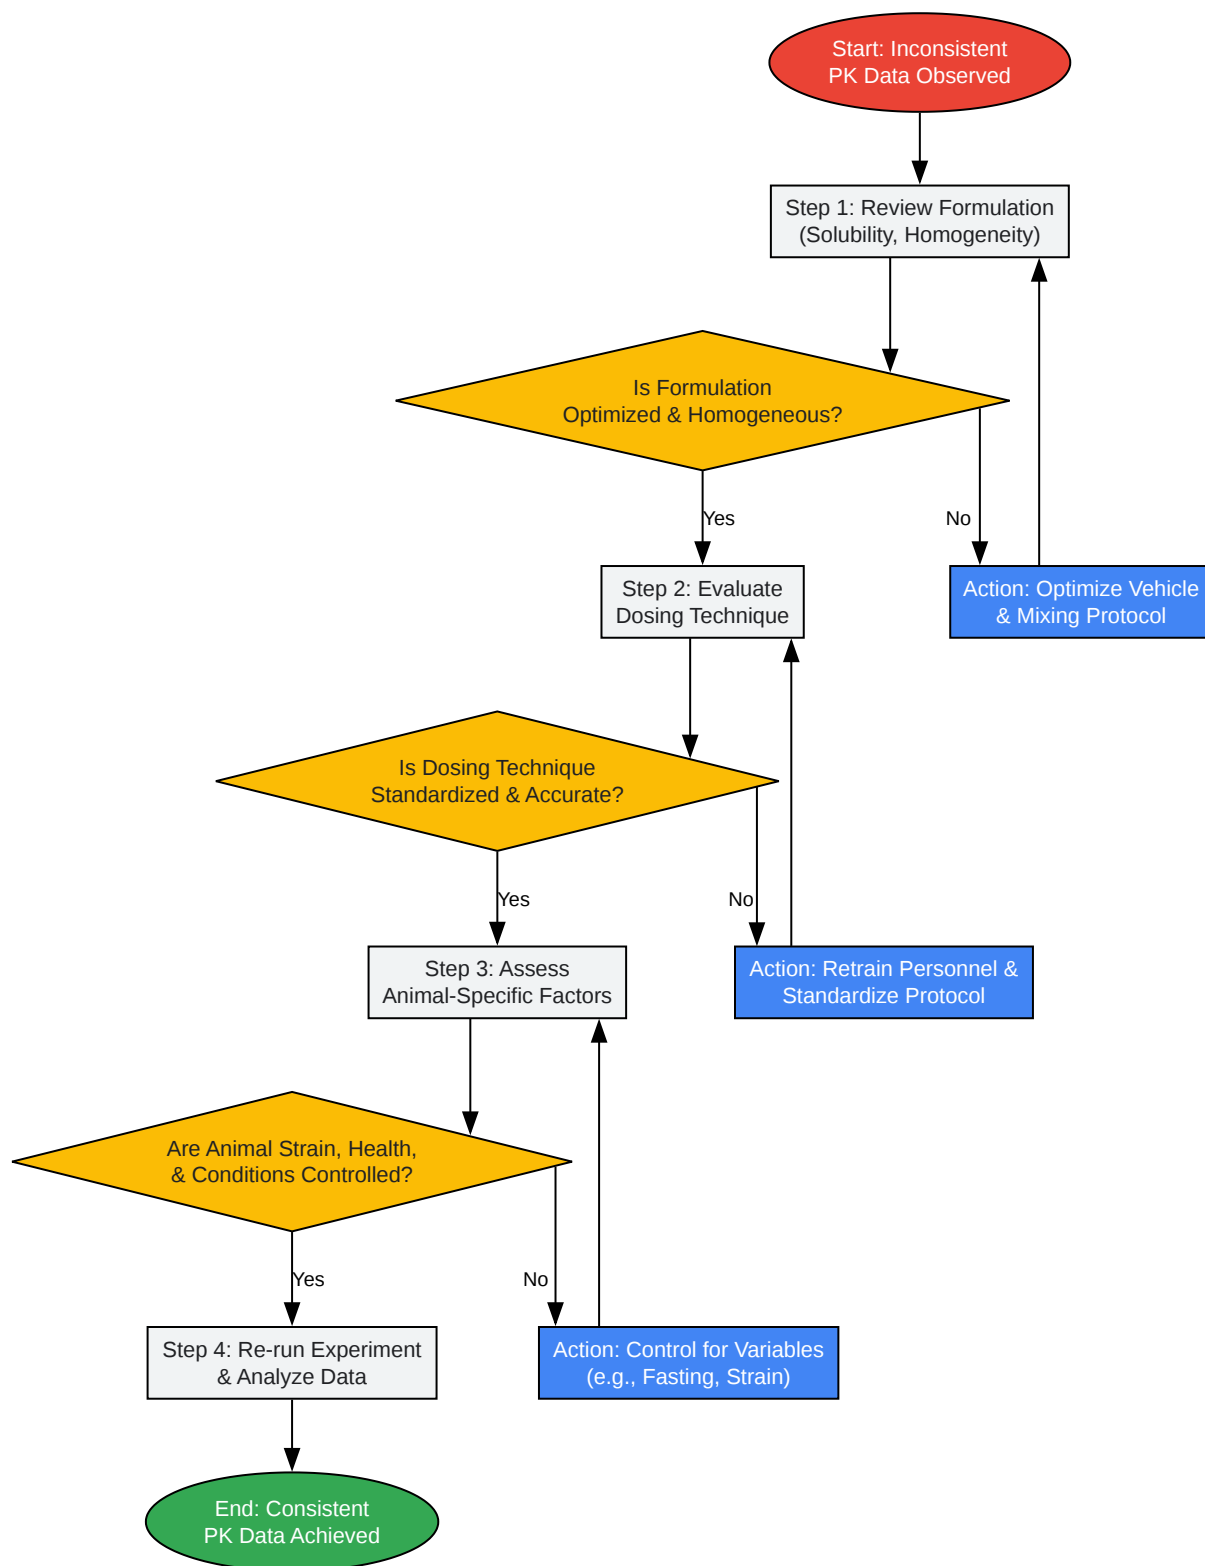 Start: Inconsistent
PK Data Observed
Step 1: Review Formulation
(Solubility, Homogeneity)
Is Formulation
Optimized & Homogeneous?
Yes
No
Step 2: Evaluate
Dosing Technique
Action: Optimize Vehicle
& Mixing Protocol
Is Dosing Technique
Standardized & Accurate?
Yes
No
Step 3: Assess
Animal-Specific Factors
Action: Retrain Personnel &
Standardize Protocol
Are Animal Strain, Health,
& Conditions Controlled?
Yes
No
Step 4: Re-run Experiment
& Analyze Data
Action: Control for Variables
(e.g., Fasting, Strain)
End: Consistent
PK Data Achieved